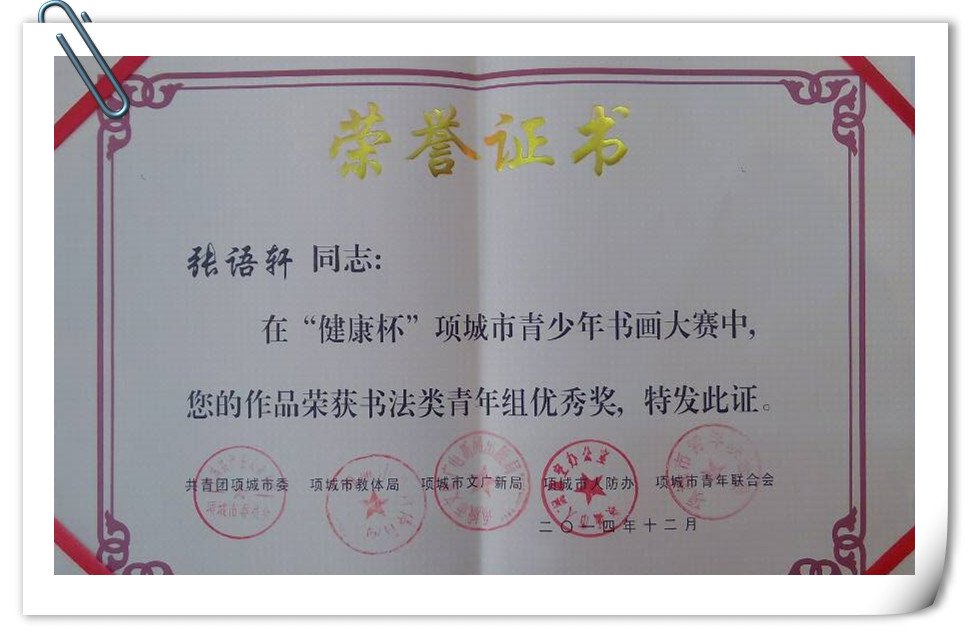 荣誉证书
张语轩 同志:
在“健康杯”项城市青少年书画大赛中,
您的作品荣获书法类青年组优秀奖, 特发此证。
共青团项城市委 项城市教体局 项城市文广新局 项城市人防办 项城市青年联合会
二〇一四年十二月